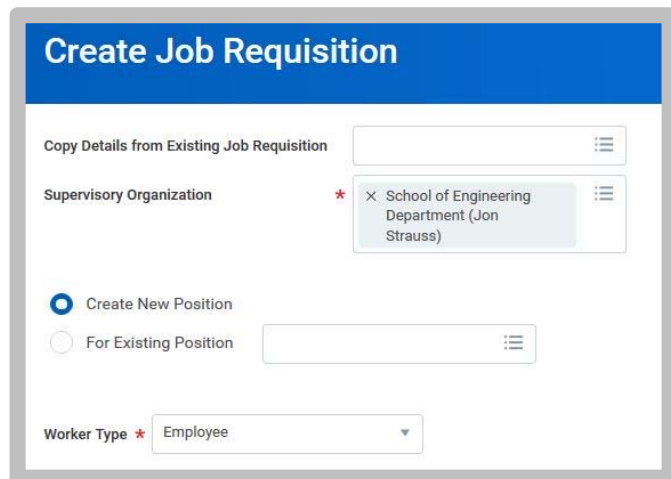 Create Job Requisition
Copy Details from Existing Job Requisition
Supervisory Organization *
× School of Engineering
Department (Jon
Strauss)
Create New Position
For Existing Position
Worker Type * Employee